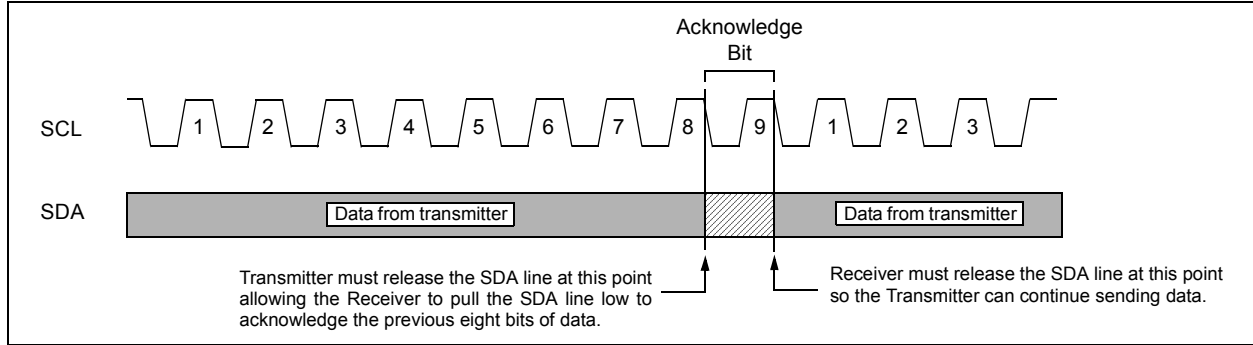 Acknowledge
Bit
SCL
1 2 3 4 5 6 7 8 9 1 2 3
SDA
Data from transmitter
Data from transmitter
Transmitter must release the SDA line at this point
allowing the Receiver to pull the SDA line low to
acknowledge the previous eight bits of data.
Receiver must release the SDA line at this point
so the Transmitter can continue sending data.